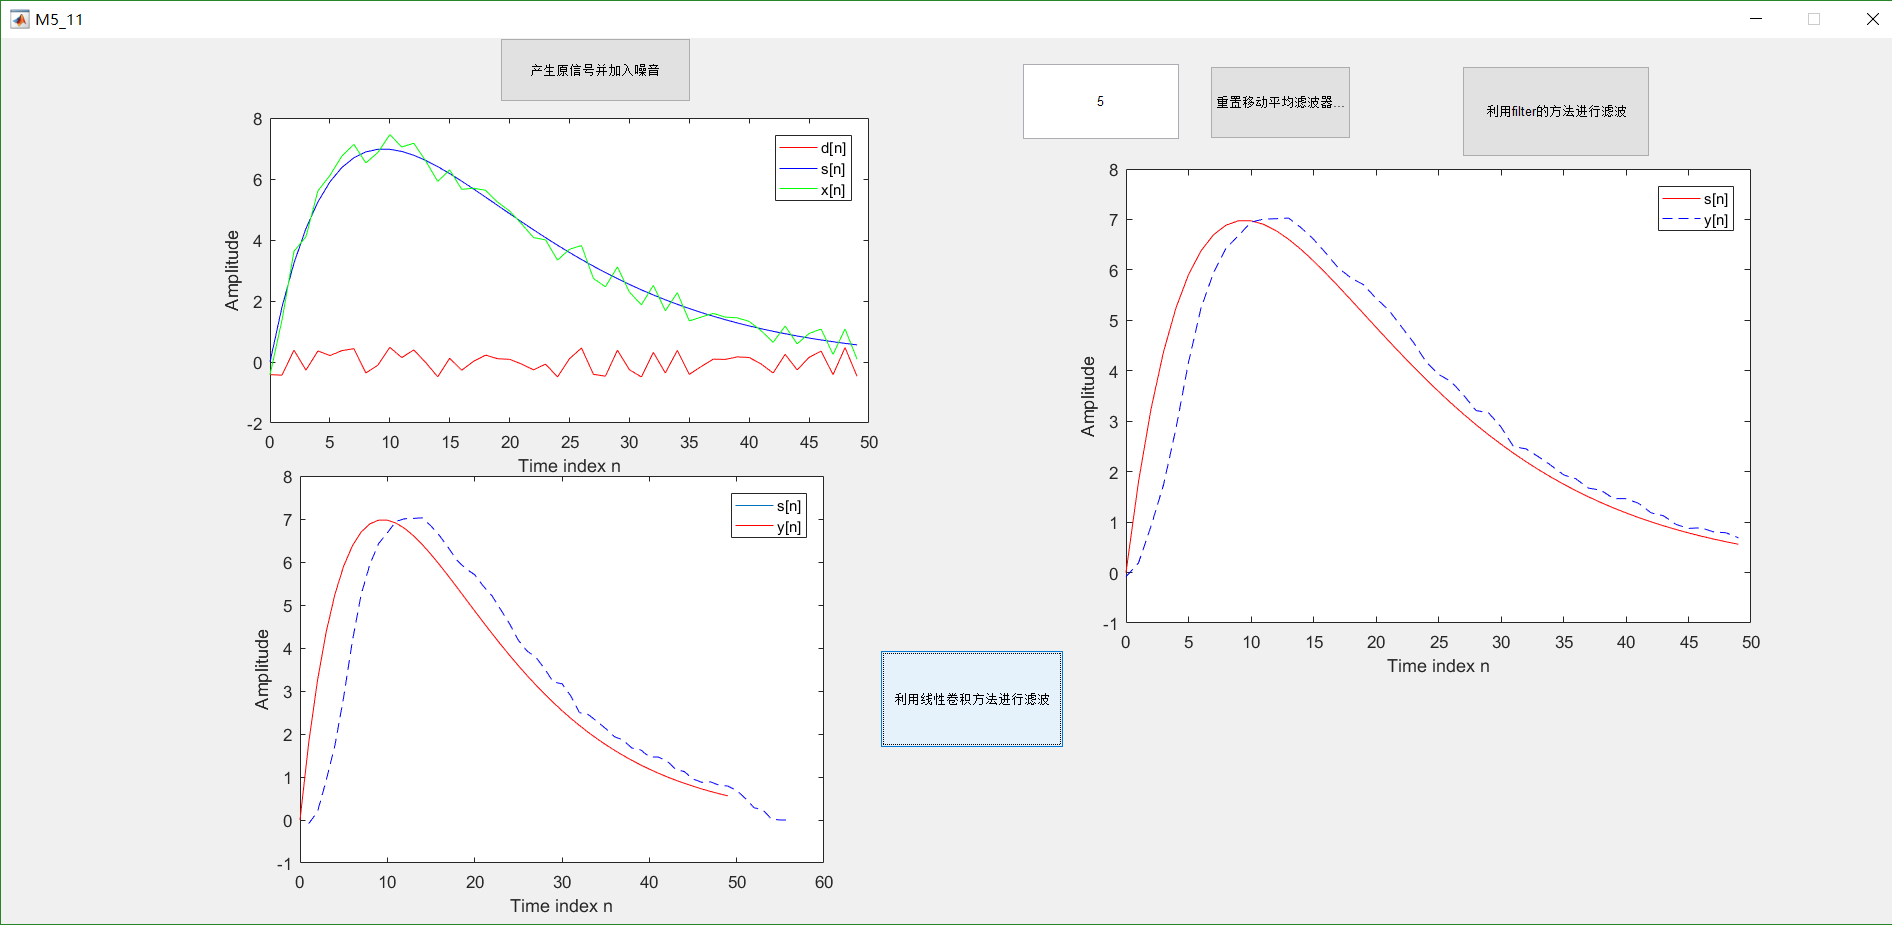 M5_11
产生原信号并加入噪音
5
重置移动平均滤波器...
利用filter的方法进行滤波
8
6
4
2
0
-2
Amplitude
d[n]
s[n]
x[n]
0 5 10 15 20 25 30 35 40 45 50
Time index n
8
7
6
5
4
3
2
1
0
-1
Amplitude
s[n]
y[n]
0 5 10 15 20 25 30 35 40 45 50
Time index n
8
7
6
5
4
3
2
1
0
-1
Amplitude
s[n]
y[n]
0 10 20 30 40 50 60
Time index n
利用线性卷积方法进行滤波